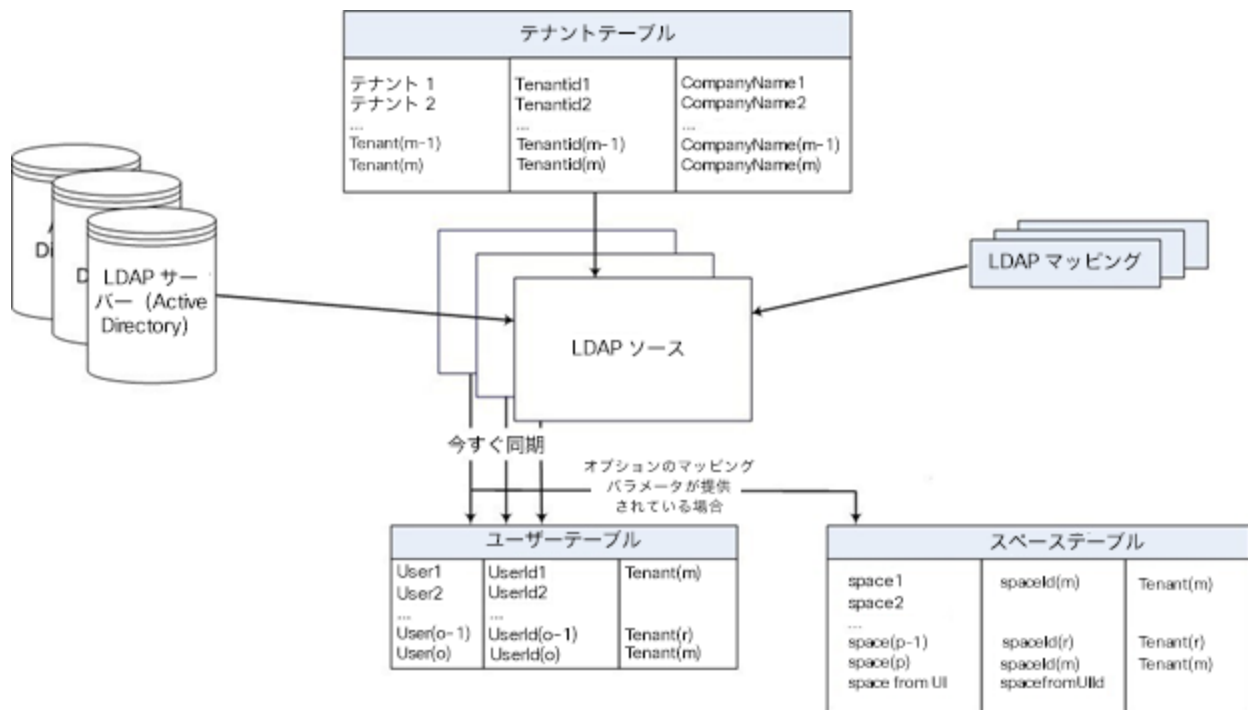 テナントテーブル
テナント 1 Tenantid1 CompanyName1
テナント 2 Tenantid2 CompanyName2
... ... ...
Tenant(m-1) Tenantid(m-1) CompanyName(m-1)
Tenant(m) Tenantid(m) CompanyName(m)
LDAP サー
バー（Active
Directory）
LDAP マッピング
LDAP ソース
今すぐ同期
オプションのマッピング
パラメータが提供
されている場合
ユーザーテーブル
User1 UserId1 Tenant(m)
User2 UserId2
... ...
User(o-1) UserId(o-1) Tenant(r)
User(o) UserId(o) Tenant(m)
スペーステーブル
space1 spaceId(m) Tenant(m)
space2
...
space(p-1) spaceId(r) Tenant(r)
space(p) spaceId(m) Tenant(m)
space from UI spacefromUIId